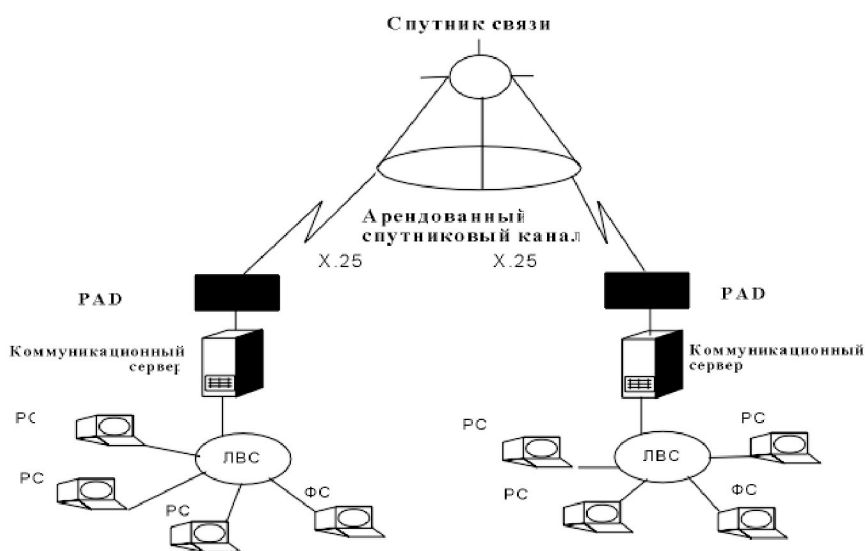 Спутник связи
Арендованный
спутниковый канал
X.25 X.25
PAD PAD
Коммуникационный
сервер
Коммуникационный
сервер
РС
РС
РС
ЛВС
ФС
РС
РС
РС
ЛВС
ФС